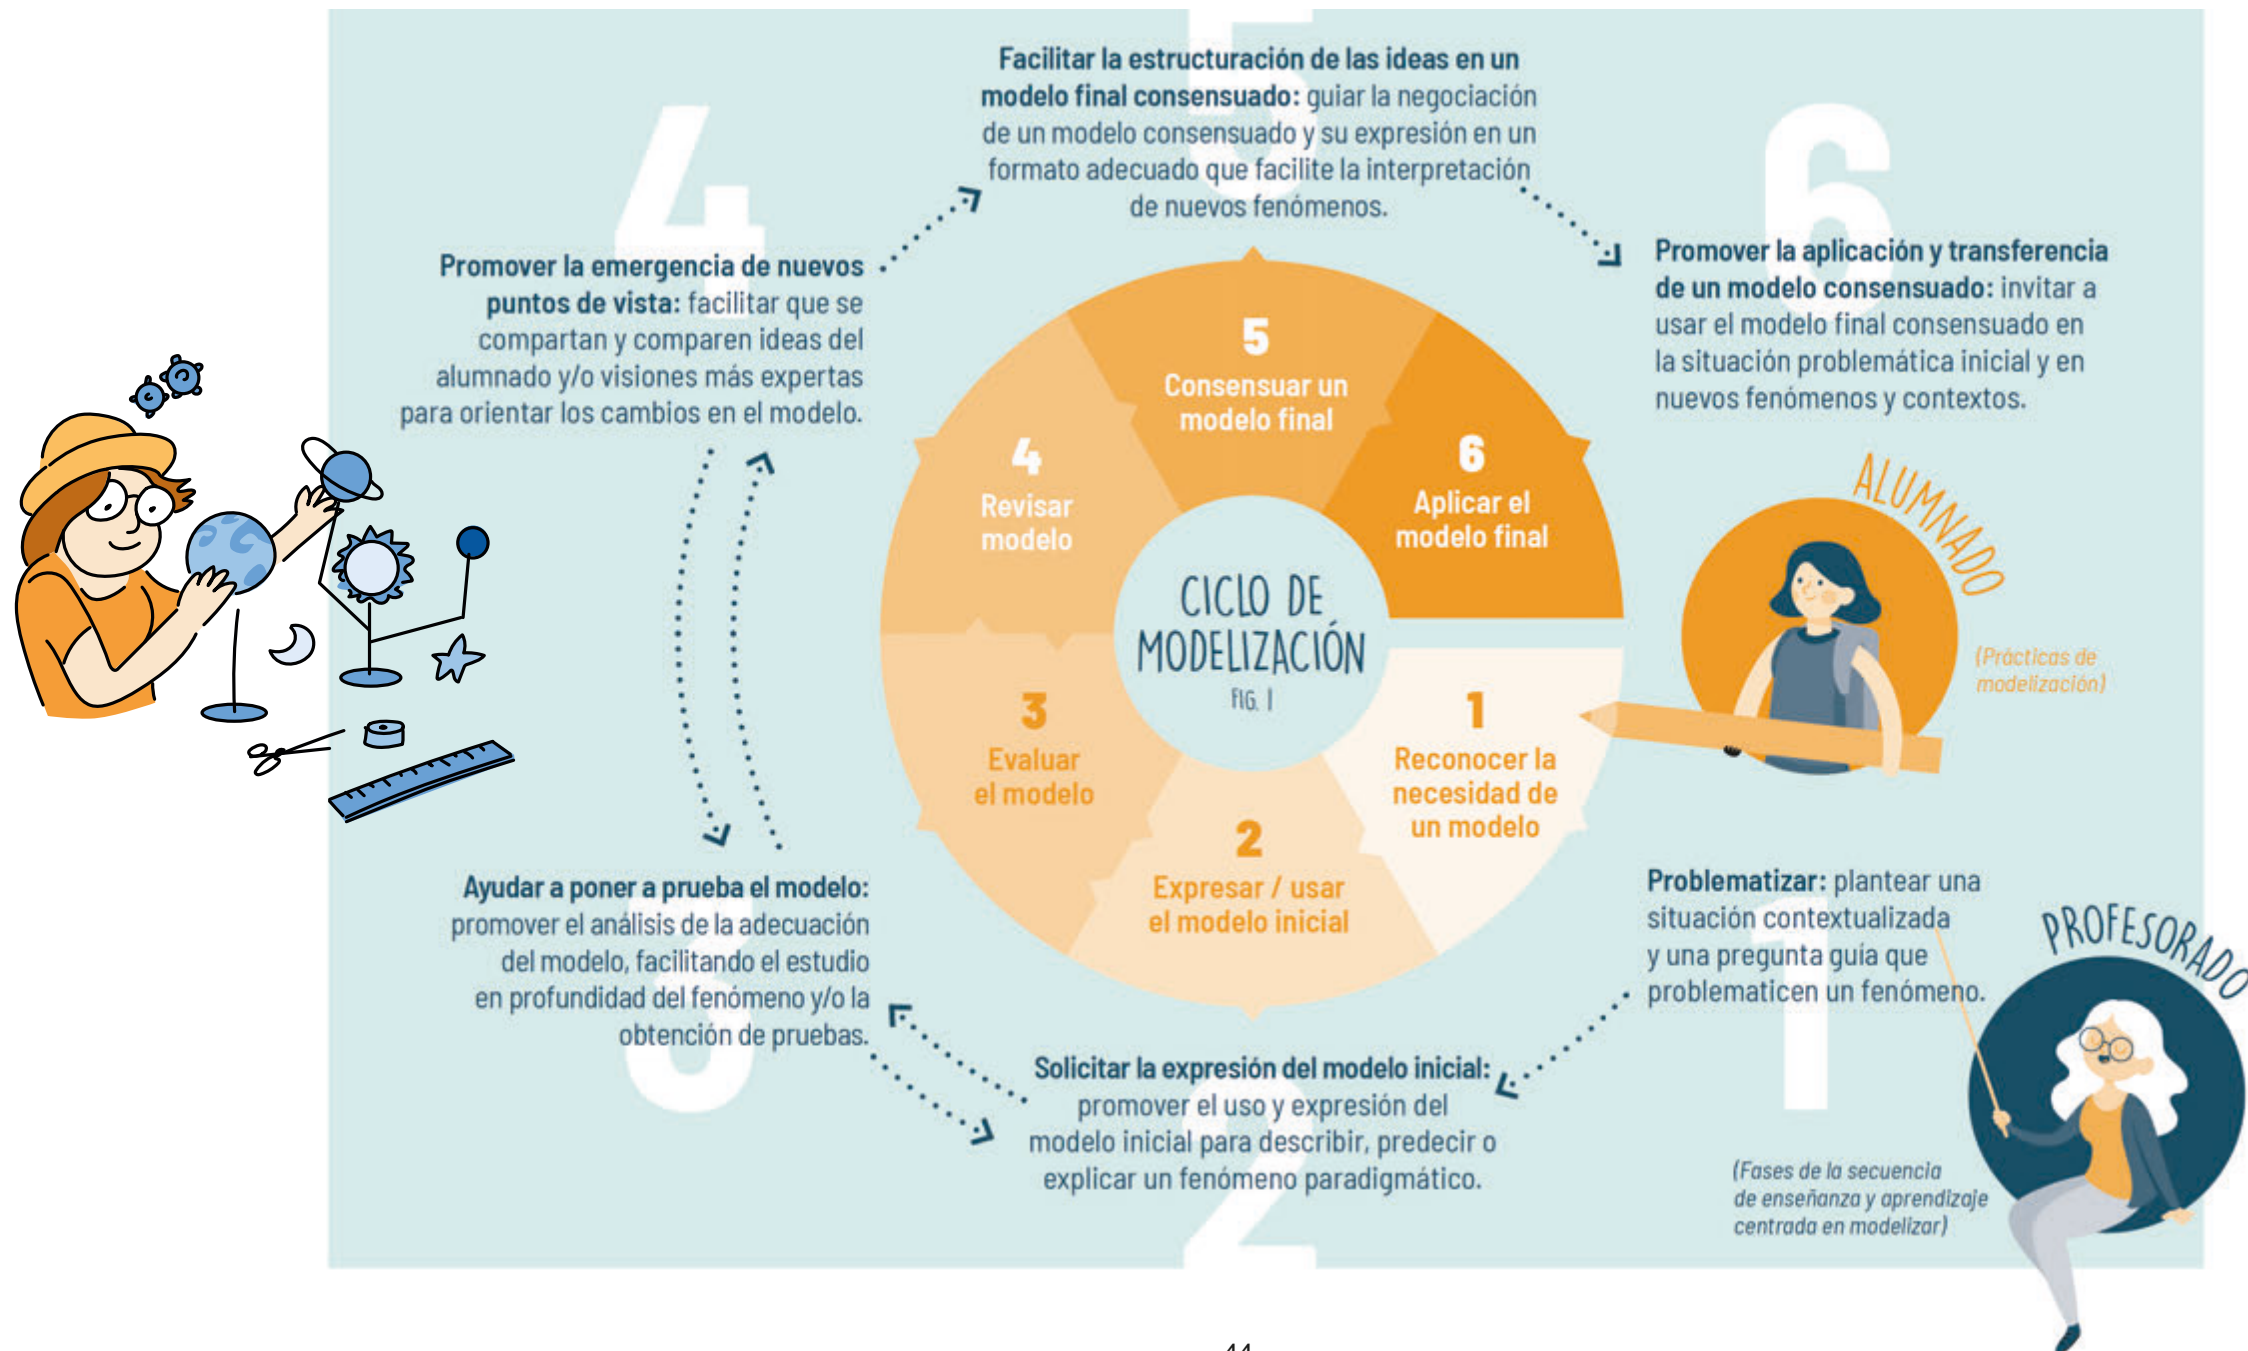 Facilitar la estructuración de las ideas en un
modelo final consensuado: guiar la negociación
de un modelo consensuado y su expresión en un
formato adecuado que facilite la interpretación
de nuevos fenómenos.
5
4
Promover la emergencia de nuevos
puntos de vista: facilitar que se
compartan y comparen ideas del
alumnado y/o visiones más expertas
para orientar los cambios en el modelo.
6
Promover la aplicación y transferencia
de un modelo consensuado: invitar a
usar el modelo final consensuado en
la situación problemática inicial y en
nuevos fenómenos y contextos.
5
Consensuar un
modelo final
4
Revisar
modelo
6
Aplicar el
modelo final
CICLO DE
MODELIZACIÓN
FIG. 1
3
Evaluar
el modelo
1
Reconocer la
necesidad de
un modelo
2
Expresar / usar
el modelo inicial
ALUMNADO
(Prácticas de
modelización)
3
Ayudar a poner a prueba el modelo:
promover el análisis de la adecuación
del modelo, facilitando el estudio
en profundidad del fenómeno y/o la
obtención de pruebas.
2
Solicitar la expresión del modelo inicial:
promover el uso y expresión del
modelo inicial para describir, predecir o
explicar un fenómeno paradigmático.
1
Problematizar: plantear una
situación contextualizada
y una pregunta guía que
problematicen un fenómeno.
PROFESORADO
(Fases de la secuencia
de enseñanza y aprendizaje
centrada en modelizar)
44